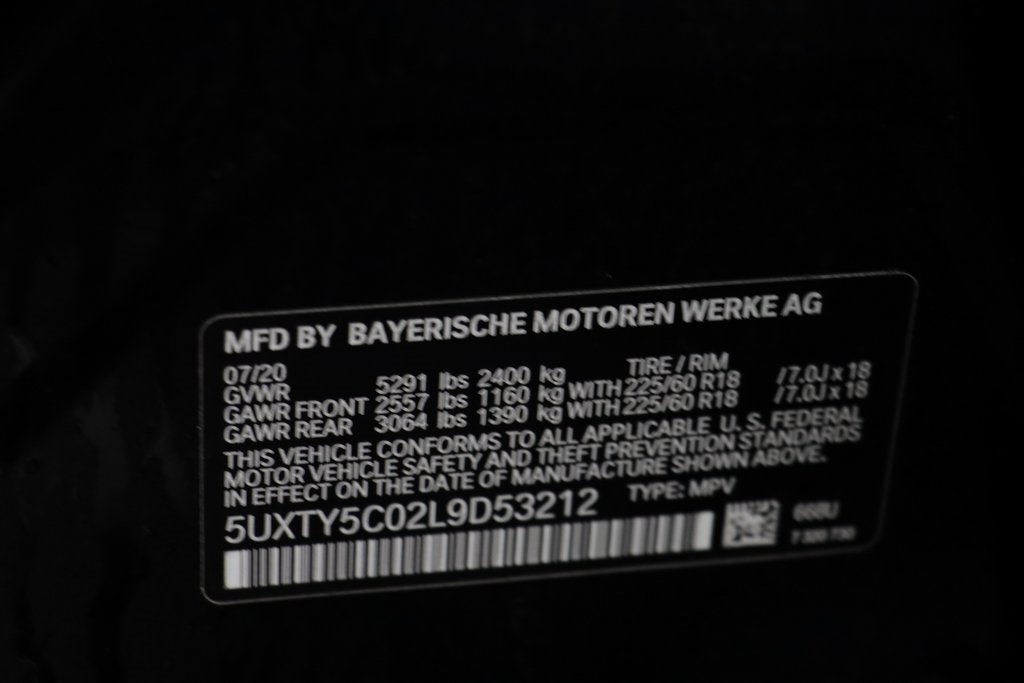 MFD BY BAYERISCHE MOTOREN WERKE AG
07/20 TIRE / RIM
GVWR 5291 lbs 2400 kg
GAWR FRONT 2557 lbs 1160 kg WITH 225/60 R18 /7.0J x 18
GAWR REAR 3064 lbs 1390 kg WITH 225/60 R18 /7.0J x 18
THIS VEHICLE CONFORMS TO ALL APPLICABLE U. S. FEDERAL
MOTOR VEHICLE SAFETY AND THEFT PREVENTION STANDARDS
IN EFFECT ON THE DATE OF MANUFACTURE SHOWN ABOVE.
5UXTY5C02L9D53212 TYPE: MPV